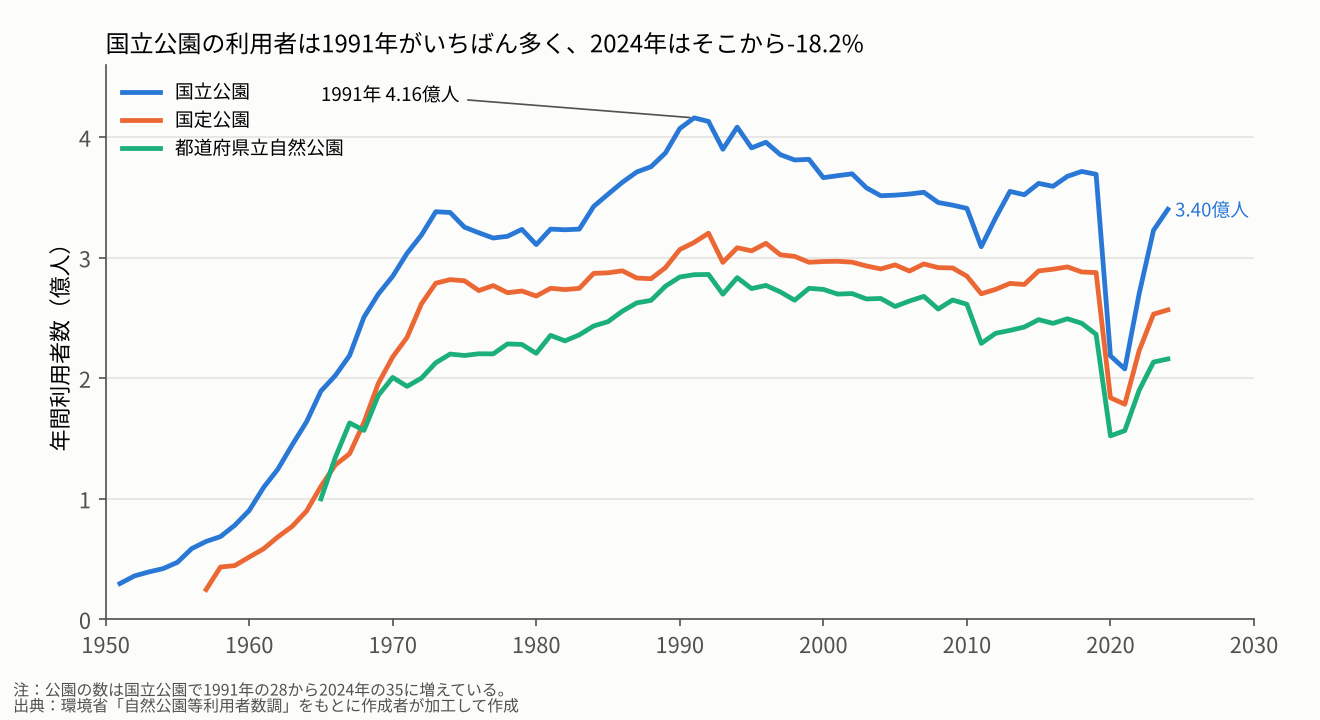 国立公園の利用者は1991年がいちばん多く、2024年はそこから-18.2%
国立公園
国定公園
都道府県立自然公園
1991年 4.16億人
3.40億人
年間利用者数（億人）
4
3
2
1
0
1950
1960
1970
1980
1990
2000
2010
2020
2030
注：公園の数は国立公園で1991年の28から2024年の35に増えている。
出典：環境省「自然公園等利用者数調」をもとに作成者が加工して作成